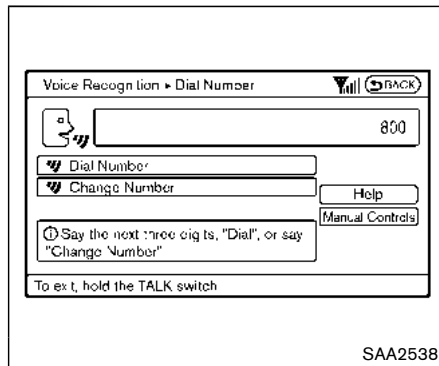 Voice Recognition ▸ Dial Number BACK
800
Dial Number
Change Number
Help
Manual Controls
Say the next three digits, "Dial", or say
"Change Number"
To exit, hold the TALK switch
SAA2538